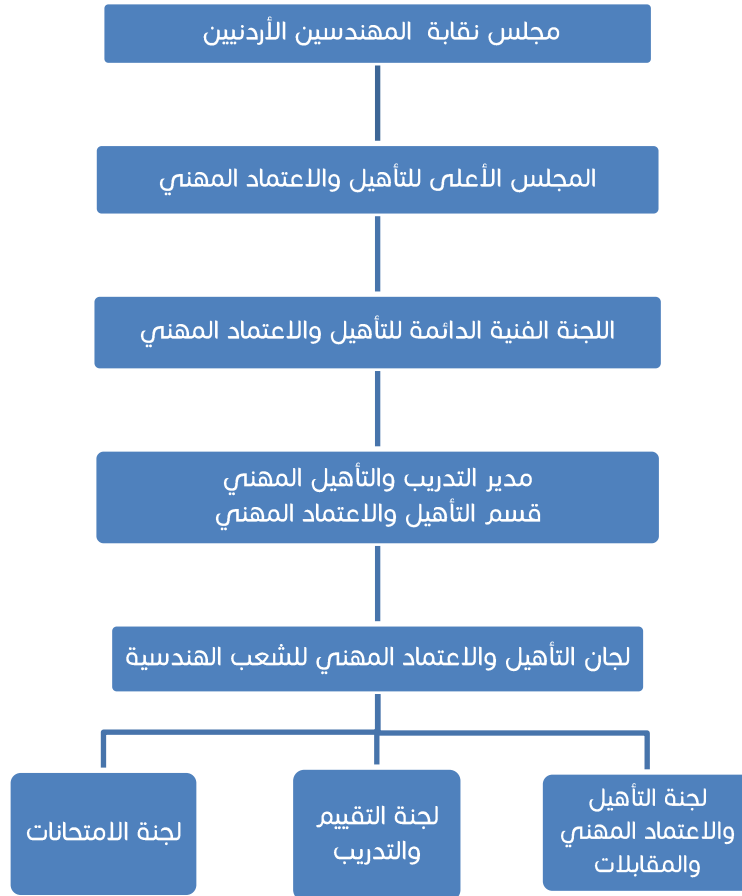 مجلس نقابة المهندسين الأردنيين
المجلس الأعلى للتأهيل والاعتماد المهني
اللجنة الفنية الدائمة للتأهيل والاعتماد المهني
مدير التدريب والتأهيل المهني
قسم التأهيل والاعتماد المهني
لجان التأهيل والاعتماد المهني للشعب الهندسية
لجنة التأهيل
والاعتماد المهني
والمقابلات
لجنة التقييم
والتدريب
لجنة الامتحانات